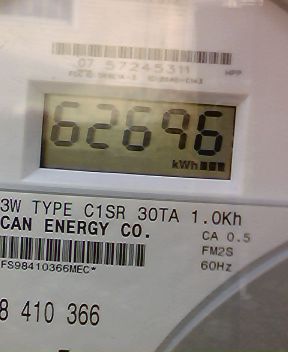 07 57245311
HPP
62696
kWh
3W TYPE C1SR 30TA 1.0Kh
CAN ENERGY CO.
CA 0.5
FM2S
60Hz
FS98410366MEC*
8 410 366